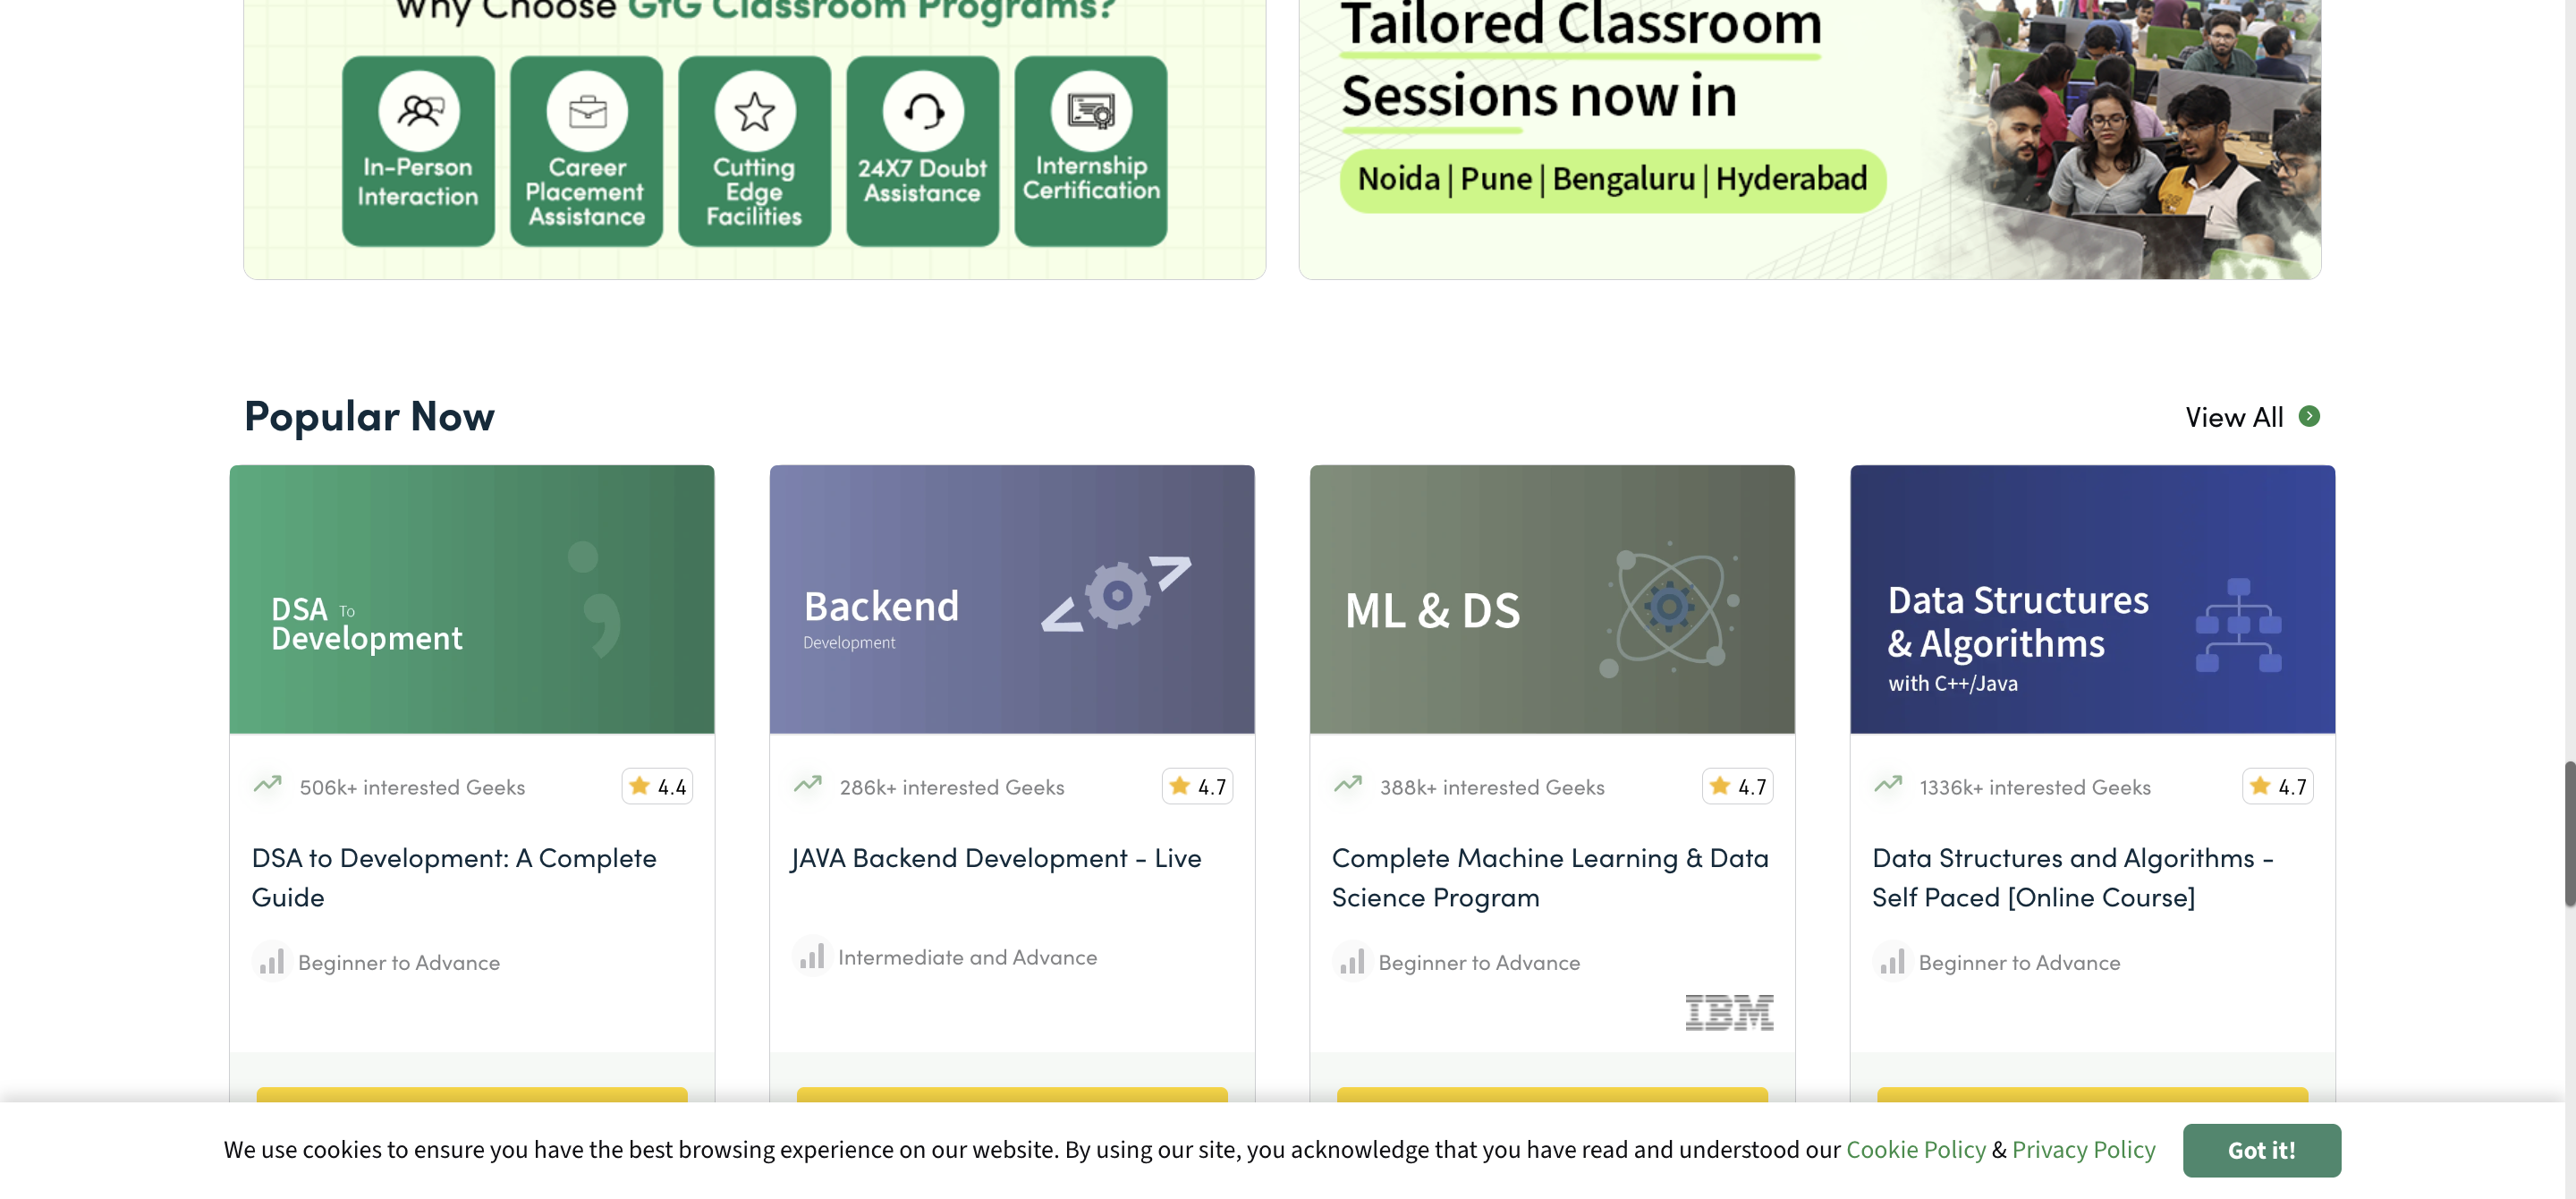 Why Choose GfG Classroom Programs?
In-Person
Interaction
Career
Placement
Assistance
Cutting
Edge
Facilities
24X7 Doubt
Assistance
Internship
Certification
Tailored Classroom
Sessions now in
Noida | Pune | Bengaluru | Hyderabad
Popular Now
View All
DSA To
Development
Backend
Development
ML & DS
Data Structures
& Algorithms
with C++/Java
506k+ interested Geeks
4.4
DSA to Development: A Complete
Guide
Beginner to Advance
286k+ interested Geeks
4.7
JAVA Backend Development - Live
Intermediate and Advance
388k+ interested Geeks
4.7
Complete Machine Learning & Data
Science Program
Beginner to Advance
IBM
1336k+ interested Geeks
4.7
Data Structures and Algorithms -
Self Paced [Online Course]
Beginner to Advance
We use cookies to ensure you have the best browsing experience on our website. By using our site, you acknowledge that you have read and understood our Cookie Policy & Privacy Policy
Got it!